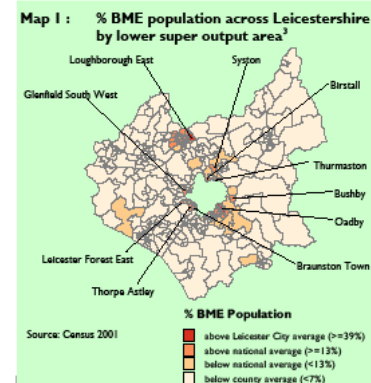 Map 1 : % BME population across Leicestershire
by lower super output area³
Loughborough East
Syston
Glenfield South West
Birstall
Thurmaston
Bushby
Oadby
Leicester Forest East
Braunston Town
Thorpe Astley
% BME Population
Source: Census 2001
above Leicester City average (>=39%)
above national average (>=13%)
below national average (<13%)
below county average (<7%)